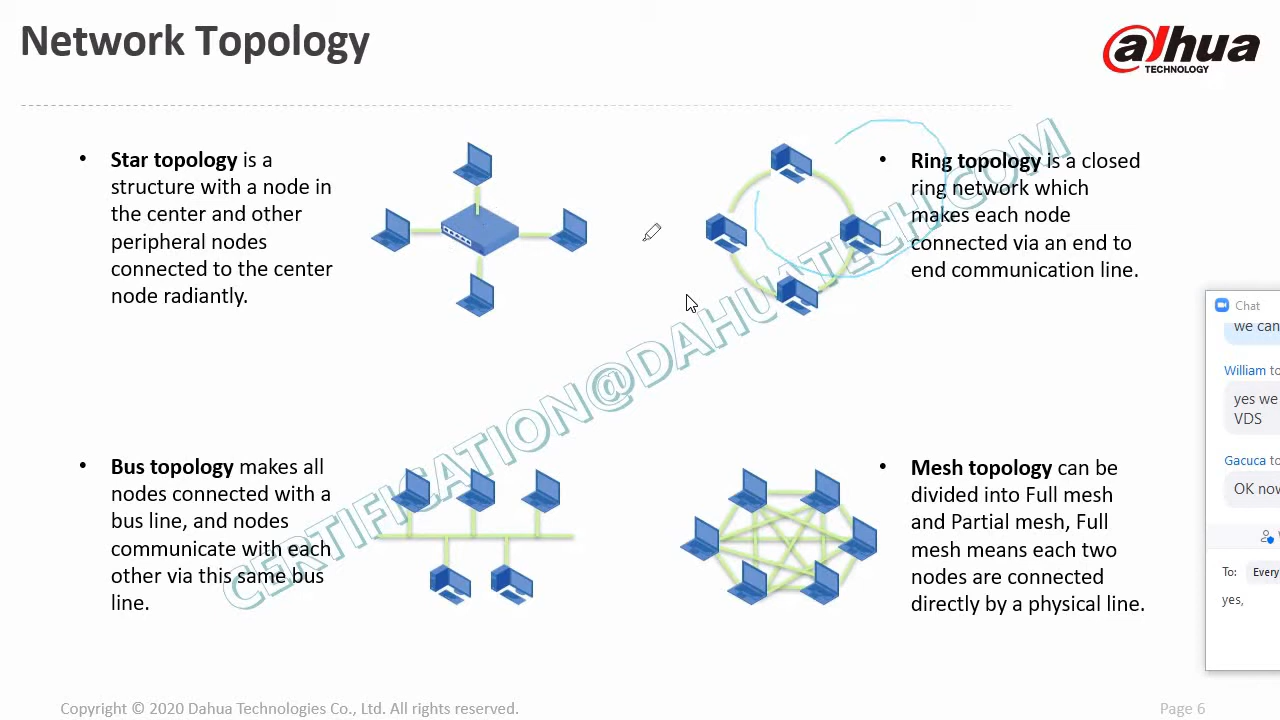 Network Topology
alhua
TECHNOLOGY
• Star topology is a
structure with a node in
the center and other
peripheral nodes
connected to the center
node radiantly.
• Ring topology is a closed
ring network which
makes each node
connected via an end to
end communication line.
• Bus topology makes all
nodes connected with a
bus line, and nodes
communicate with each
other via this same bus
line.
• Mesh topology can be
divided into Full mesh
and Partial mesh, Full
mesh means each two
nodes are connected
directly by a physical line.
CERTIFICATION@DAHUATECH.COM
Chat
we can
William to
yes we
VDS
Gacuca to
OK now
To: Every
yes,
Copyright © 2020 Dahua Technologies Co., Ltd. All rights reserved.
Page 6